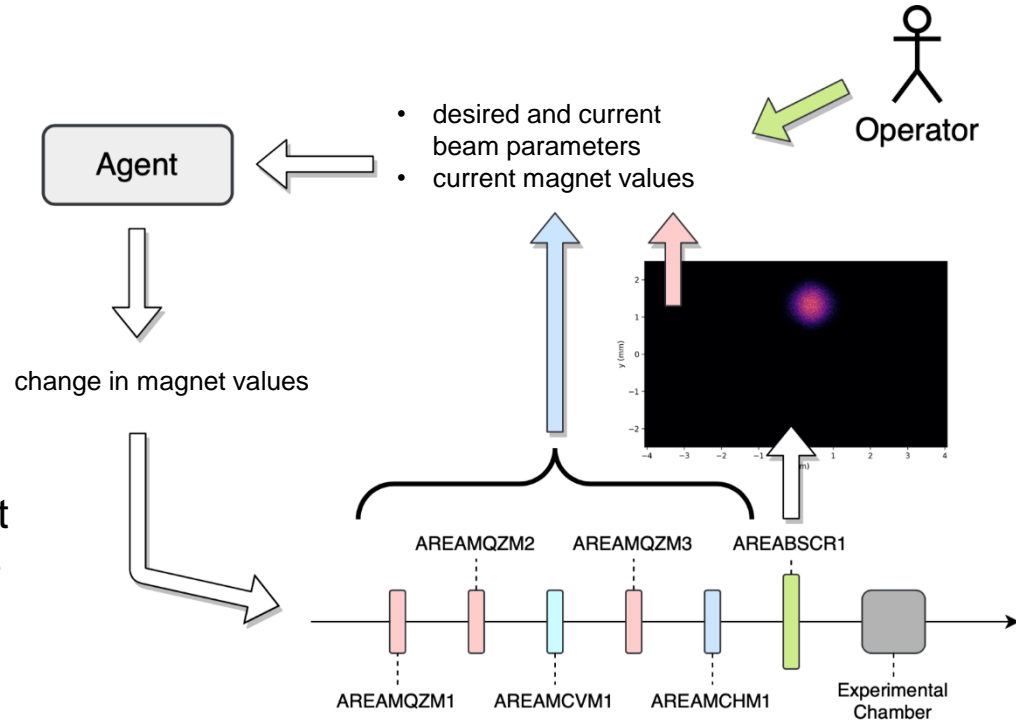 Operator
• desired and current
beam parameters
• current magnet values
Agent
change in magnet values
2
1
0
−1
−2
y (mm)
−4 −3 −2 −1 1 2 3 4
m)
t
AREAMQZM2 AREAMQZM3 AREABSCR1
AREAMQZM1 AREAMCVM1 AREAMCHM1
Experimental
Chamber